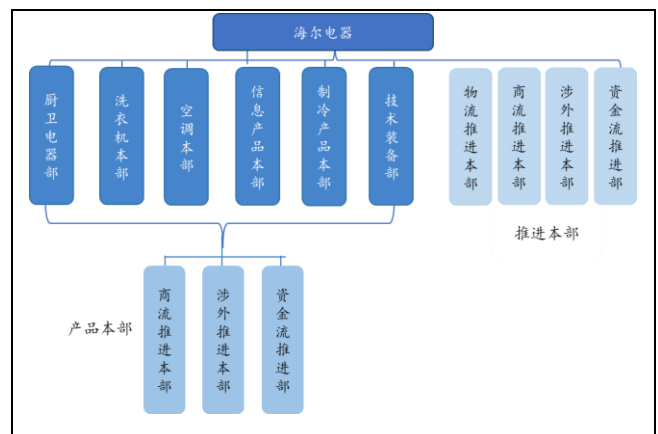 海尔电器
厨卫电器部
洗衣机本部
空调本部
信息产品本部
制冷产品本部
技术装备部
物流推进本部
商流推进本部
涉外推进本部
资金流推进部
推进本部
产品本部
商流推进本部
涉外推进本部
资金流推进部